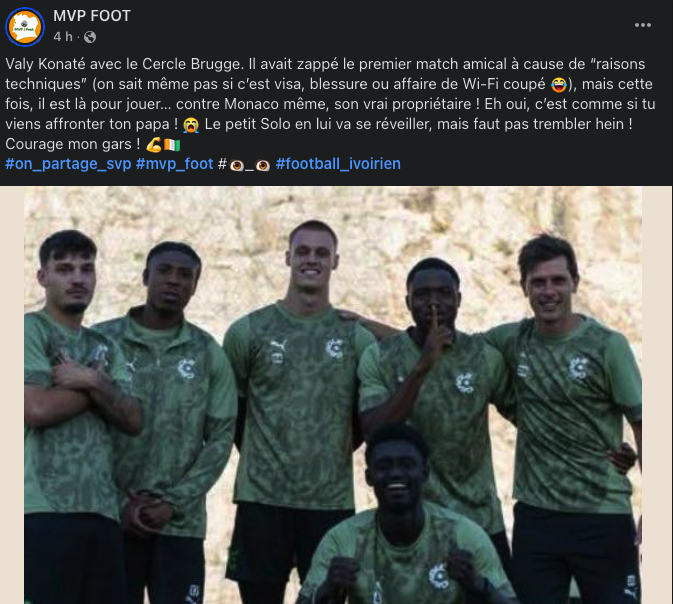 MVP FOOT
4 h ·
Valy Konaté avec le Cercle Brugge. Il avait zappé le premier match amical à cause de “raisons
techniques” (on sait même pas si c’est visa, blessure ou affaire de Wi-Fi coupé 😅), mais cette
fois, il est là pour jouer... contre Monaco même, son vrai propriétaire ! Eh oui, c’est comme si tu
viens affronter ton papa ! 😭 Le petit Solo en lui va se réveiller, mais faut pas trembler hein !
Courage mon gars ! 💪🇨🇮
#on_partage_svp #mvp_foot #👁️_👁️ #football_ivoirien